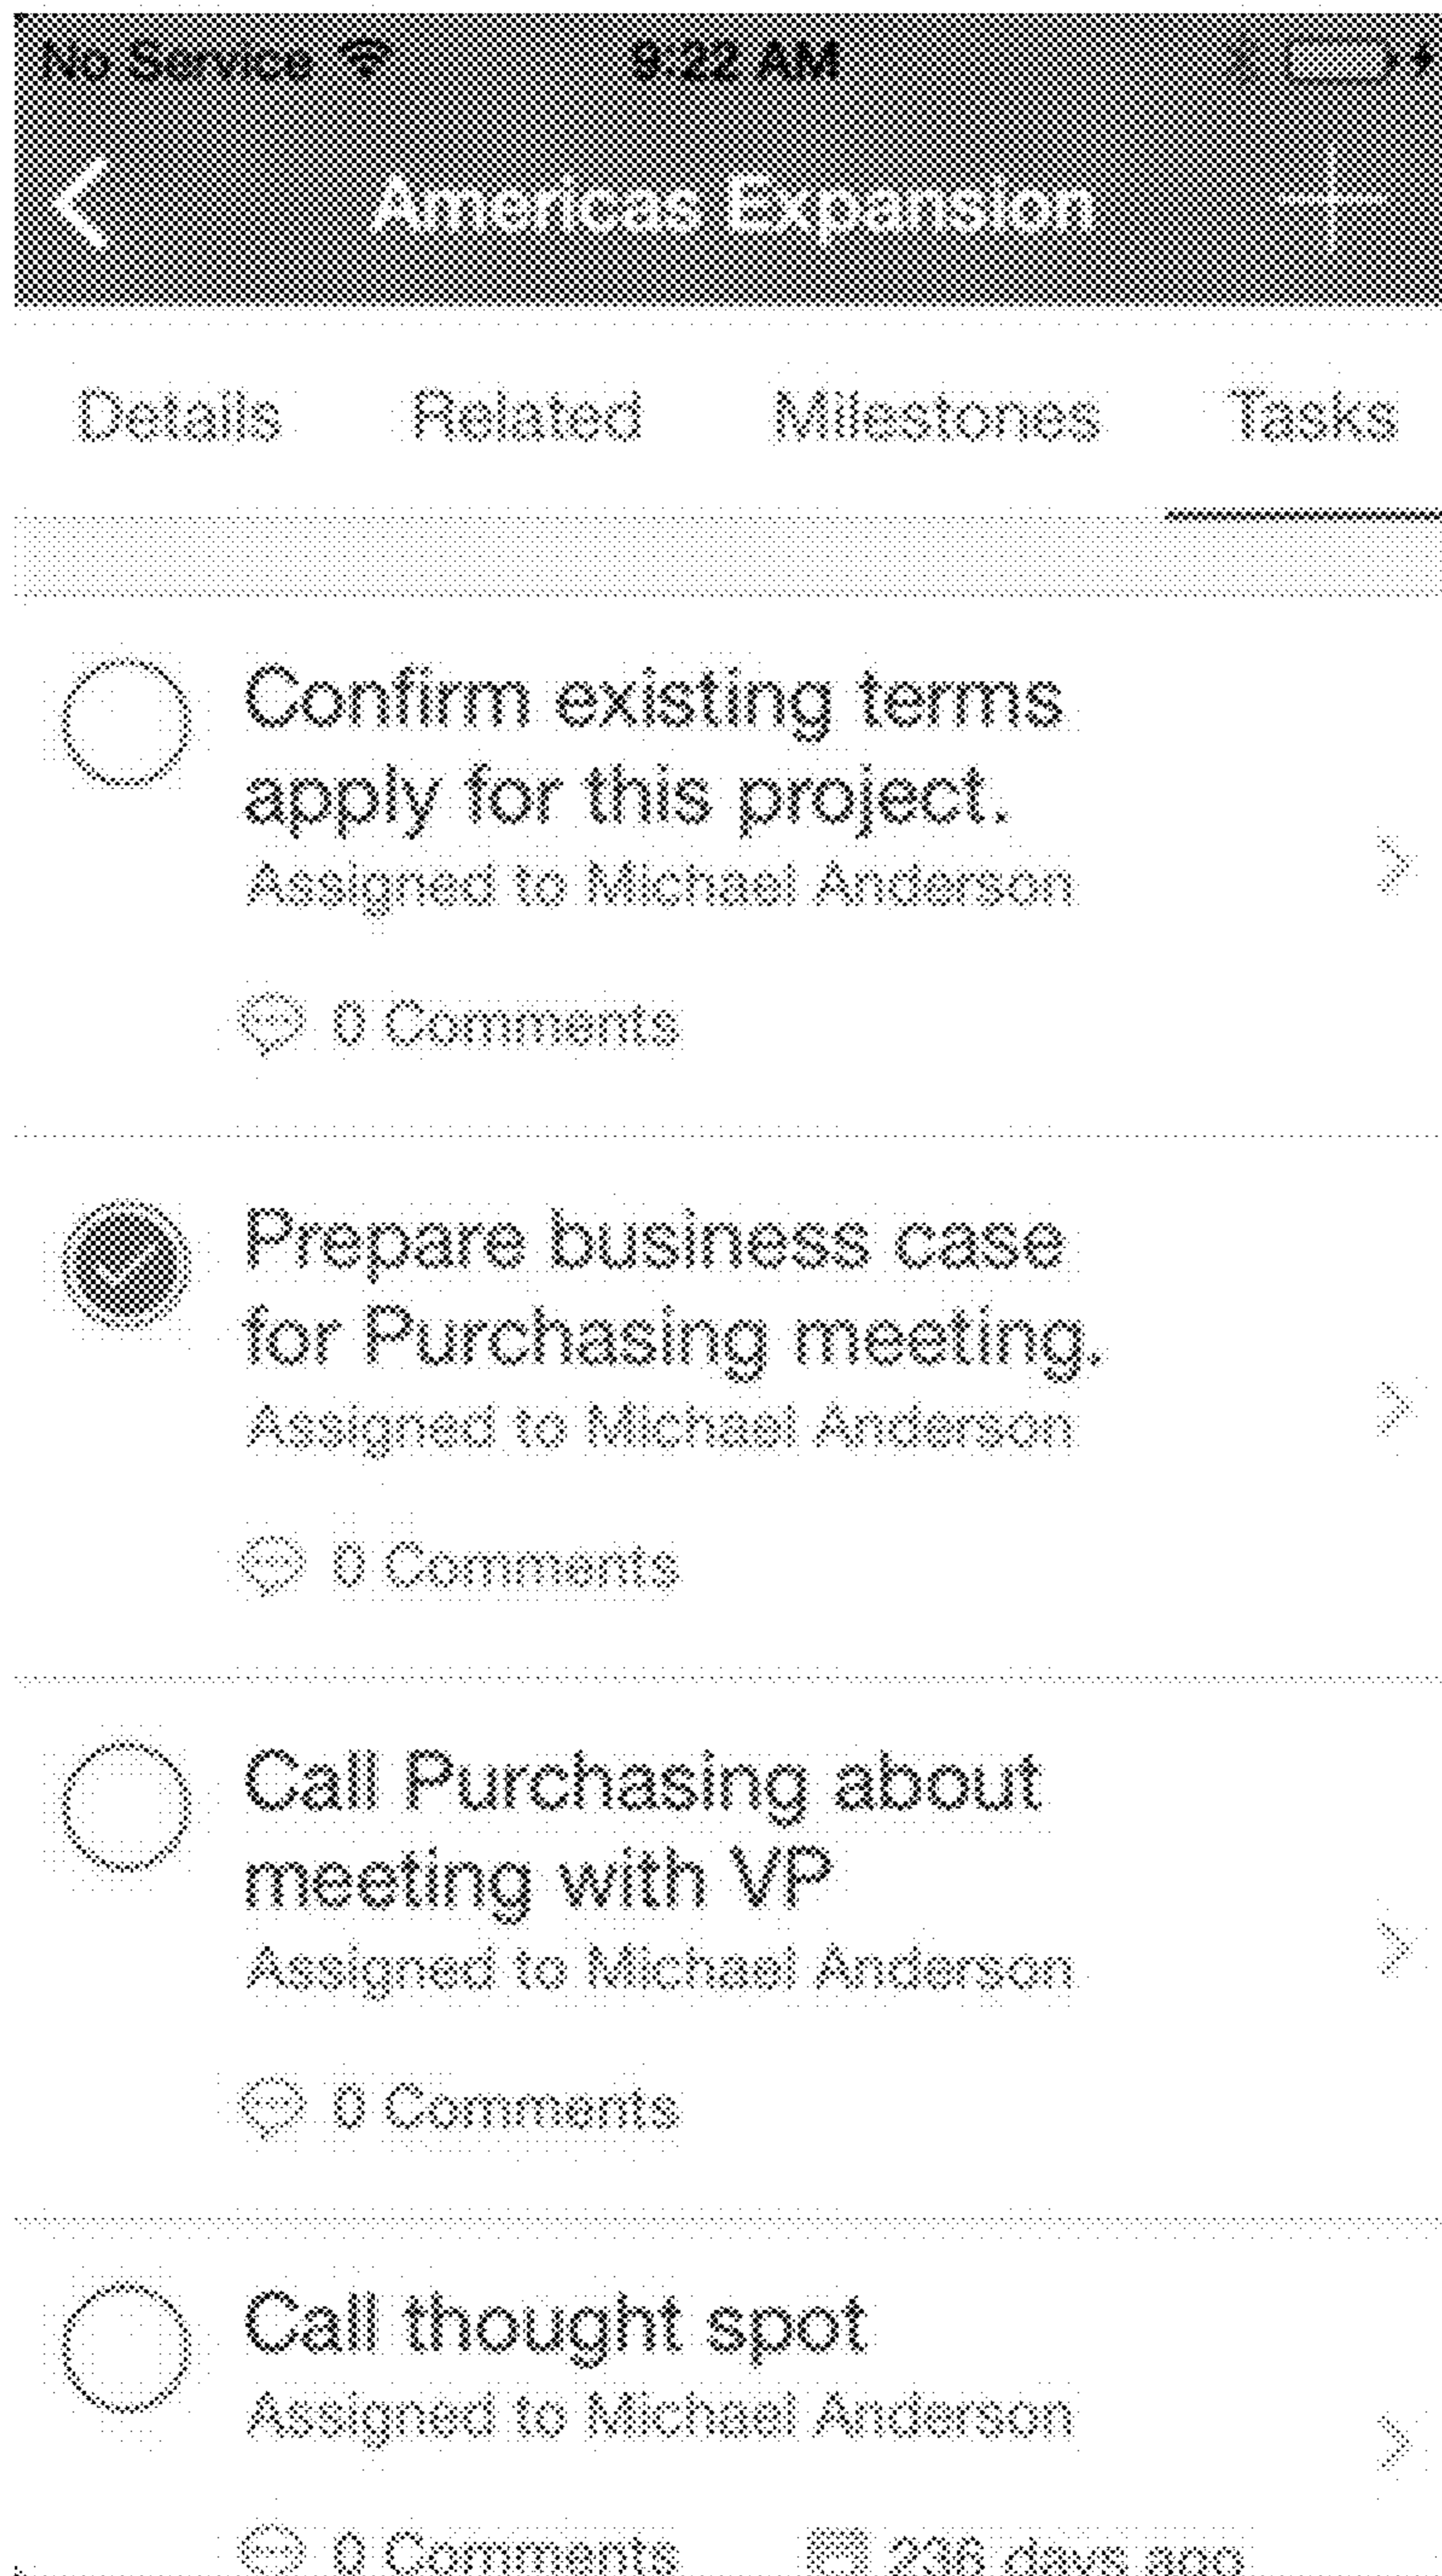 No Service 9:22 AM
Americas Expansion
Details Related Milestones Tasks
Confirm existing terms
apply for this project.
Assigned to Michael Anderson
0 Comments
Prepare business case
for Purchasing meeting.
Assigned to Michael Anderson
0 Comments
Call Purchasing about
meeting with VP
Assigned to Michael Anderson
0 Comments
Call thought spot
Assigned to Michael Anderson
0 Comments 236 days ago